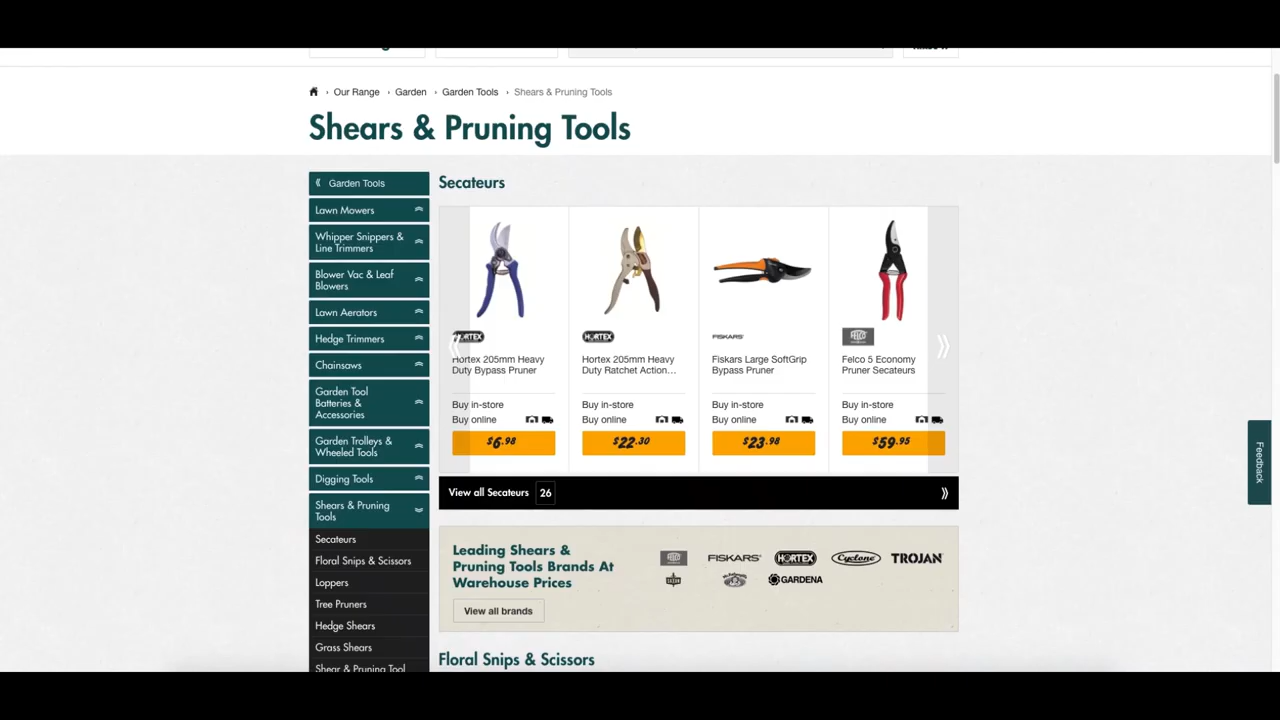 Our Range
Garden
Garden Tools
Shears & Pruning Tools
Shears & Pruning Tools
Garden Tools
Lawn Mowers
Whipper Snippers &
Line Trimmers
Blower Vac & Leaf
Blowers
Lawn Aerators
Hedge Trimmers
Chainsaws
Garden Tool
Batteries &
Accessories
Garden Trolleys &
Wheeled Tools
Digging Tools
Shears & Pruning
Tools
Secateurs
Floral Snips & Scissors
Loppers
Tree Pruners
Hedge Shears
Grass Shears
Shear & Pruning Tool
Secateurs
HORTEX
Hortex 205mm Heavy
Duty Bypass Pruner
Buy in-store
Buy online
$6.98
HORTEX
Hortex 205mm Heavy
Duty Ratchet Action...
Buy in-store
Buy online
$22.30
FISKARS
Fiskars Large SoftGrip
Bypass Pruner
Buy in-store
Buy online
$23.98
FELCO
Felco 5 Economy
Pruner Secateurs
Buy in-store
Buy online
$59.95
View all Secateurs 26
Leading Shears &
Pruning Tools Brands At
Warehouse Prices
FISKARS HORTEX Cyclone TROJAN
GARDENA
View all brands
Floral Snips & Scissors
Feedback